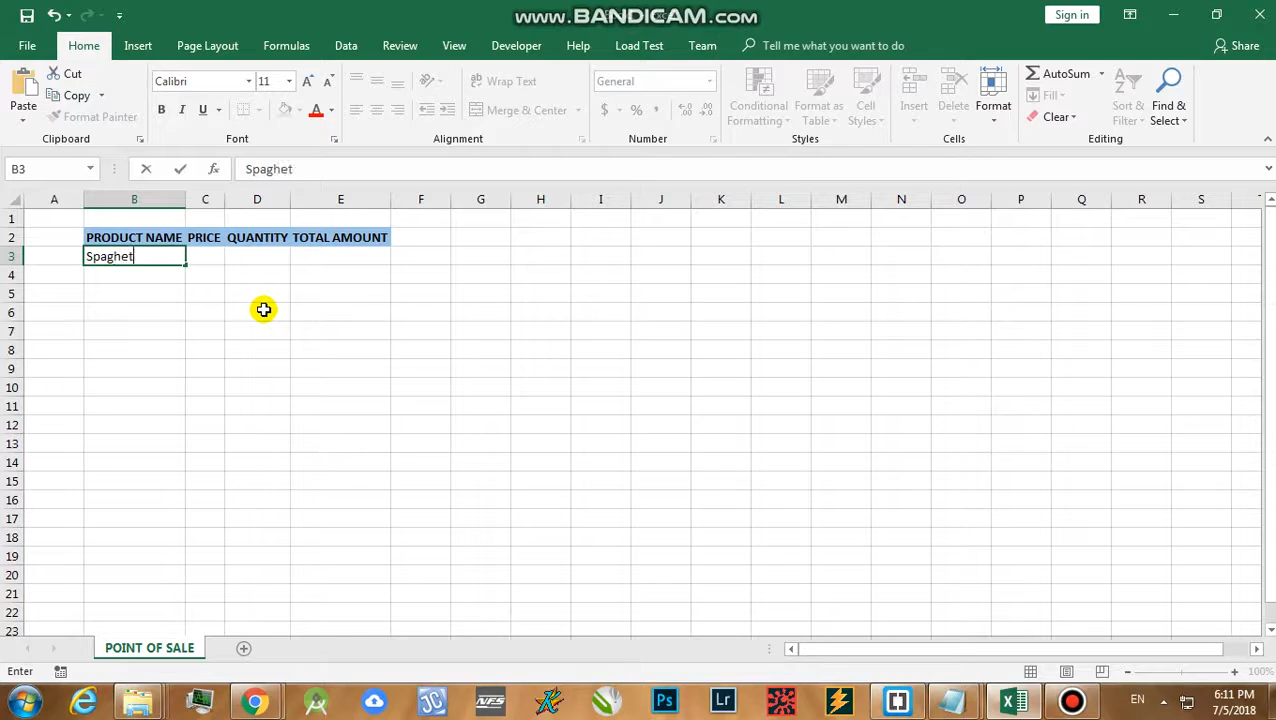 www.BANDICAM.com
Sign in
File Home Insert Page Layout Formulas Data Review View Developer Help Load Test Team Tell me what you want to do Share
Paste Cut Copy Format Painter
Calibri 11
B I U A
Wrap Text
Merge & Center
General
$ % ,
Conditional Formatting
Format as Table
Cell Styles
Insert Delete Format
AutoSum
Fill
Clear
Sort & Filter
Find & Select
Clipboard Font Alignment Number Styles Cells Editing
B3 fx Spaghet
A B C D E F G H I J K L M N O P Q R S T
1
2 PRODUCT NAME PRICE QUANTITY TOTAL AMOUNT
3 Spaghet
4
5
6
7
8
9
10
11
12
13
14
15
16
17
18
19
20
21
22
23
POINT OF SALE
Enter 100%
JC NFS Ps Lr EN 6:11 PM
7/5/2018